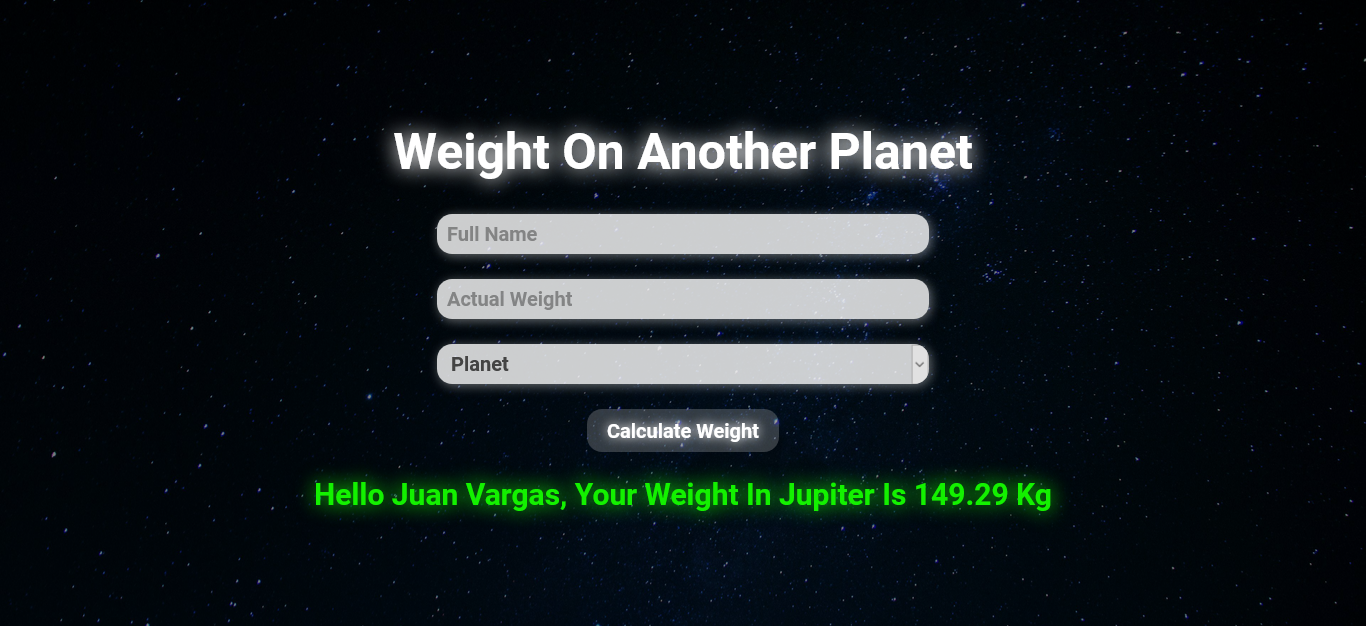 Weight On Another Planet
Full Name
Actual Weight
Planet
Calculate Weight
Hello Juan Vargas, Your Weight In Jupiter Is 149.29 Kg